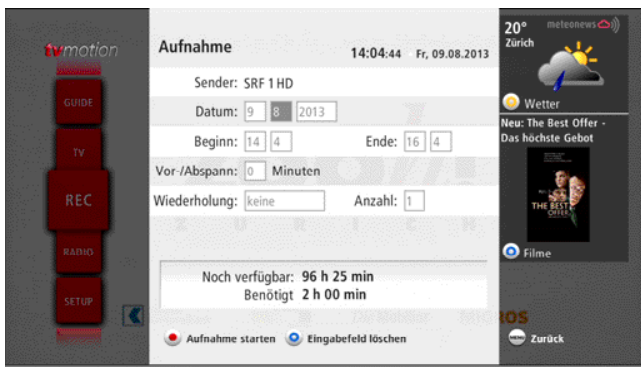 tvmotion
GUIDE
TV
REC
RADIO
SETUP
Aufnahme
14:04:44 Fr, 09.08.2013
Sender: SRF 1 HD
Datum: 9 8 2013
Beginn: 14 4 Ende: 16 4
Vor-/Abspann: 0 Minuten
Wiederholung: keine Anzahl: 1
Z U R I C H
Noch verfügbar: 96 h 25 min
Benötigt 2 h 00 min
Aufnahme starten Eingabefeld löschen
20° meteonews
Zürich
Wetter
Neu: The Best Offer -
Das höchste Gebot
THE BEST
OFFER
Filme
MENU Zurück